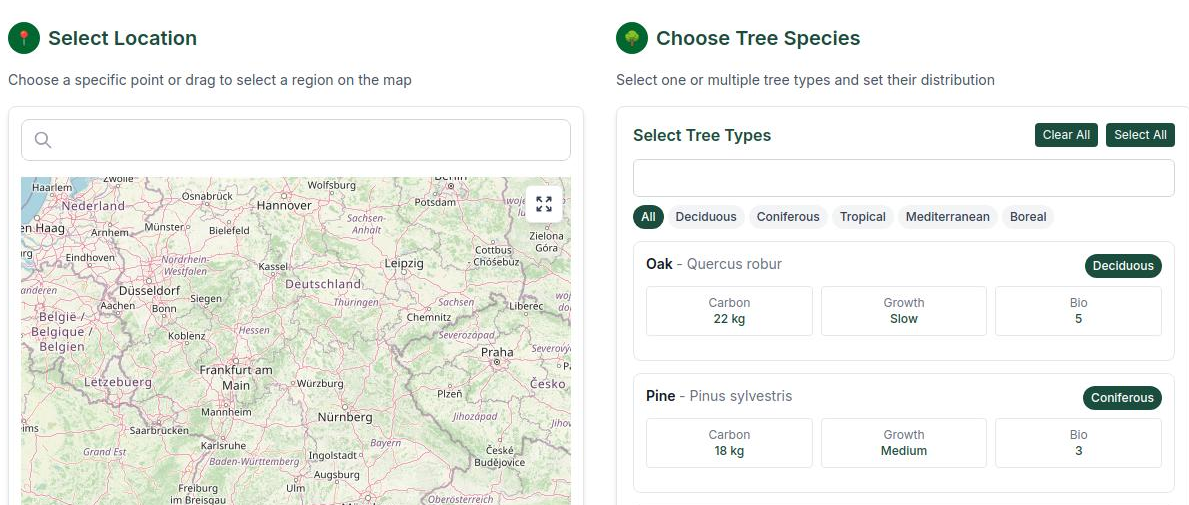 Select Location
Choose a specific point or drag to select a region on the map
Haarlem
Zwolle
Wolfsburg
Berlin
Osnabrück
Hannover
Potsdam
Nederland
en Haag
Arnhem
Münster
Bielefeld
Sachsen-
Anhalt
Zielona
Góra
Cottbus
- Chóśebuz
Eindhoven
Nordrhein-
Westfalen
Kassel
Leipzig
Deutschland
Düsseldorf
Siegen
Thüringen
Sachsen
Liberec
Aachen
Bonn
Chemnitz
België /
Belgique /
Belgien
Koblenz
Hessen
Severozápad
Praha
Frankfurt am
Main
Lëtzebuerg
Würzburg
Plzeň
Česko
Mannheim
Nürnberg
Jihozápad
Saarbrücken
Karlsruhe
Bayern
Grand Est
Baden-Württemberg
Ingolstadt
České
Budějovice
Augsburg
Freiburg
im Breisgau
Ulm
Oberösterreich
Choose Tree Species
Select one or multiple tree types and set their distribution
Select Tree Types
Clear All
Select All
All
Deciduous
Coniferous
Tropical
Mediterranean
Boreal
Oak - Quercus robur
Deciduous
Carbon
22 kg
Growth
Slow
Bio
5
Pine - Pinus sylvestris
Coniferous
Carbon
18 kg
Growth
Medium
Bio
3